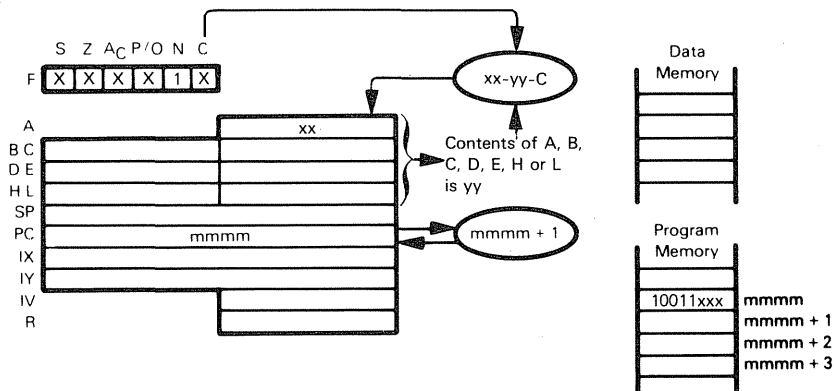 S Z AC P/O N C
F X X X X 1 X
xx-yy-C
A xx
B C
D E
H L
SP
PC mmmm
IX
IY
IV
R
Contents of A, B,
C, D, E, H or L
is yy
mmmm + 1
Data
Memory
Program
Memory
10011xxx mmmm
mmmm + 1
mmmm + 2
mmmm + 3